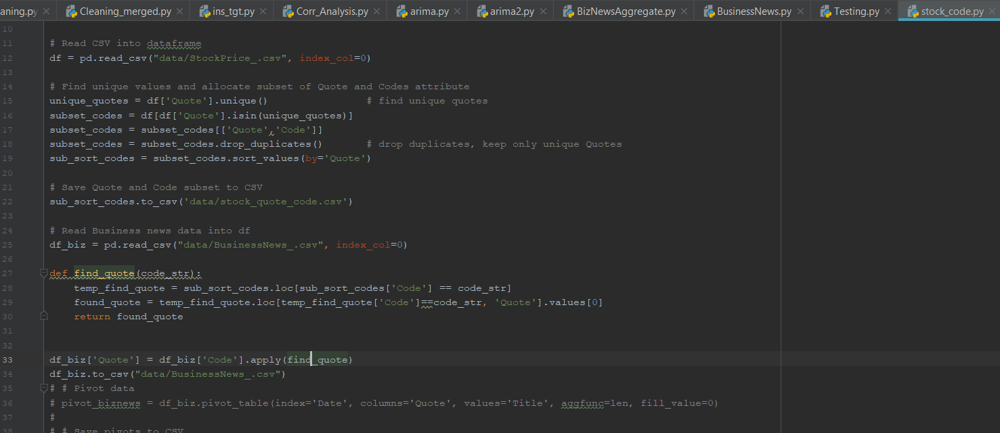 aning.py Cleaning_merged.py ins_tgt.py Corr_Analysis.py arima.py arima2.py BizNewsAggregate.py BusinessNews.py Testing.py stock_code.py
10
11 # Read CSV into dataframe
12 df = pd.read_csv("data/StockPrice_.csv", index_col=0)
13
14 # Find unique values and allocate subset of Quote and Codes attribute
15 unique_quotes = df['Quote'].unique() # find unique quotes
16 subset_codes = df[df['Quote'].isin(unique_quotes)]
17 subset_codes = subset_codes[['Quote','Code']]
18 subset_codes = subset_codes.drop_duplicates() # drop duplicates, keep only unique Quotes
19 sub_sort_codes = subset_codes.sort_values(by='Quote')
20
21 # Save Quote and Code subset to CSV
22 sub_sort_codes.to_csv('data/stock_quote_code.csv')
23
24 # Read Business news data into df
25 df_biz = pd.read_csv("data/BusinessNews_.csv", index_col=0)
26
27 def find_quote(code_str):
28 temp_find_quote = sub_sort_codes.loc[sub_sort_codes['Code'] == code_str]
29 found_quote = temp_find_quote.loc[temp_find_quote['Code']==code_str, 'Quote'].values[0]
30 return found_quote
31
32
33 df_biz['Quote'] = df_biz['Code'].apply(find_quote)
34 df_biz.to_csv("data/BusinessNews_.csv")
35 # # Pivot data
36 # pivot_biznews = df_biz.pivot_table(index='Date', columns='Quote', values='Title', aggfunc=len, fill_value=0)
37 #
38 # # Save pivots to CSV